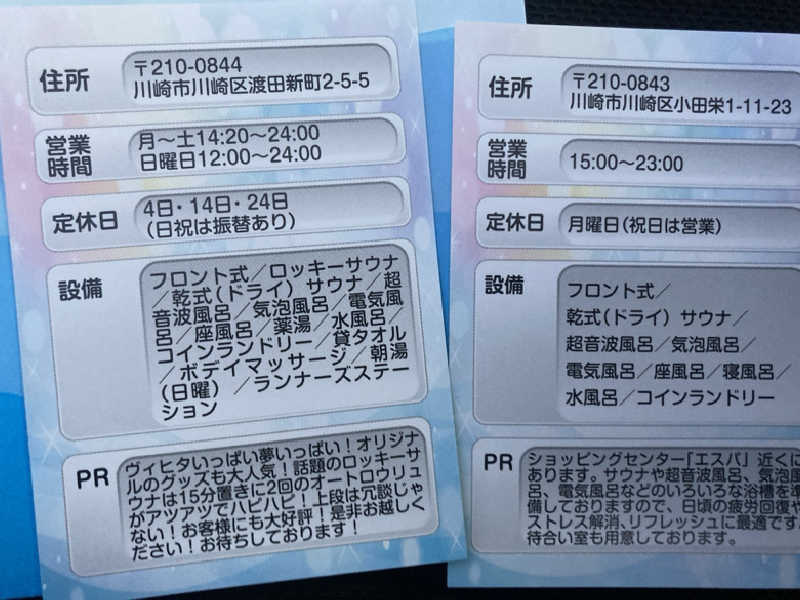 住所
〒210-0844
川崎市川崎区渡田新町2-5-5
営業
時間
月～土14:20～24:00
日曜日12:00～24:00
定休日
4日・14日・24日
(日祝は振替あり)
設備
フロント式／ロッキーサウナ
／乾式(ドライ)サウナ／超
音波風呂／気泡風呂／電気風
呂／座風呂／薬湯／水風呂／
コインランドリー／貸タオル
／ボデイマッサージ／朝湯
(日曜)／ランナーズステー
ション
PR
ヴィヒタいっぱい夢いっぱい！オリジナ
ルのグッズも大人気！話題のロッキーサ
ウナは15分置きに2回のオートロウリュ
がアツアツでハピハピ！上段は冗談じゃ
ない！お客様にも大好評！是非お越しく
ださい！お待ちしております！
住所
〒210-0843
川崎市川崎区小田栄1-11-23
営業
時間
15:00～23:00
定休日
月曜日(祝日は営業)
設備
フロント式／
乾式(ドライ)サウナ／
超音波風呂／気泡風呂／
電気風呂／座風呂／寝風呂／
水風呂／コインランドリー
PR
ショッピングセンター「エスパ」近くに
あります。サウナや超音波風呂、気泡風
呂、電気風呂などのいろいろな浴槽を準
備しておりますので、日頃の疲労回復や
ストレス解消、リフレッシュに最適です。
待合い室も用意しております。